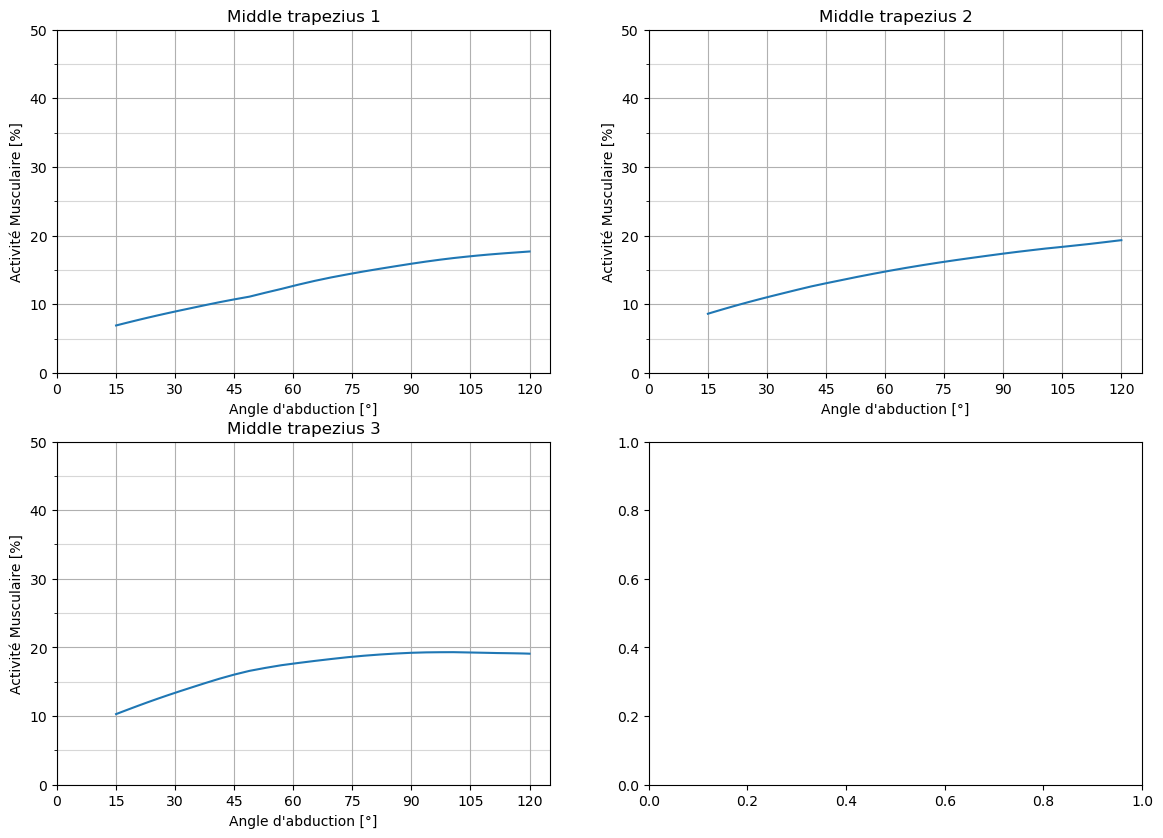 Middle trapezius 1
50
40
30
20
10
0
Activité Musculaire [%]
0 15 30 45 60 75 90 105 120
Angle d'abduction [°]
Middle trapezius 2
50
40
30
20
10
0
Activité Musculaire [%]
0 15 30 45 60 75 90 105 120
Angle d'abduction [°]
Middle trapezius 3
50
40
30
20
10
0
Activité Musculaire [%]
0 15 30 45 60 75 90 105 120
Angle d'abduction [°]
1.0
0.8
0.6
0.4
0.2
0.0
0.0 0.2 0.4 0.6 0.8 1.0